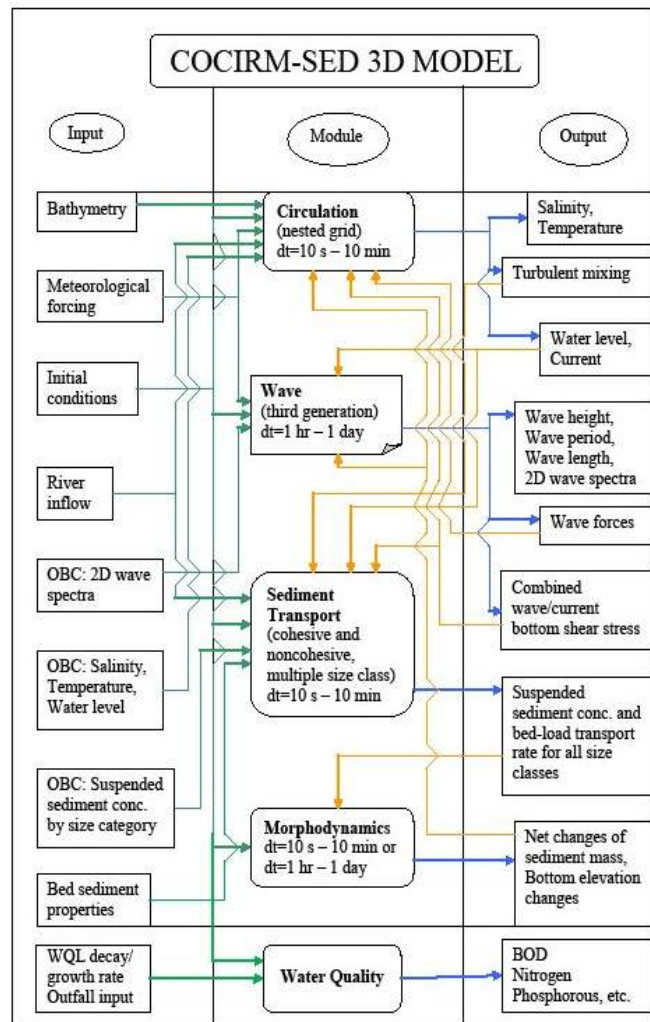 COCIRM-SED 3D MODEL
Input
Module
Output
Bathymetry
Meteorological
forcing
Initial
conditions
River
inflow
OBC: 2D wave
spectra
OBC: Salinity,
Temperature,
Water level
OBC: Suspended
sediment conc.
by size category
Bed sediment
properties
WQL decay/
growth rate
Outfall input
Circulation
(nested grid)
dt=10 s – 10 min
Wave
(third generation)
dt=1 hr – 1 day
Sediment
Transport
(cohesive and
noncohesive,
multiple size class)
dt=10 s – 10 min
Morphodynamics
dt=10 s – 10 min or
dt=1 hr – 1 day
Water Quality
Salinity,
Temperature
Turbulent mixing
Water level,
Current
Wave height,
Wave period,
Wave length,
2D wave spectra
Wave forces
Combined
wave/current
bottom shear stress
Suspended
sediment conc. and
bed-load transport
rate for all size
classes
Net changes of
sediment mass,
Bottom elevation
changes
BOD
Nitrogen
Phosphorous, etc.